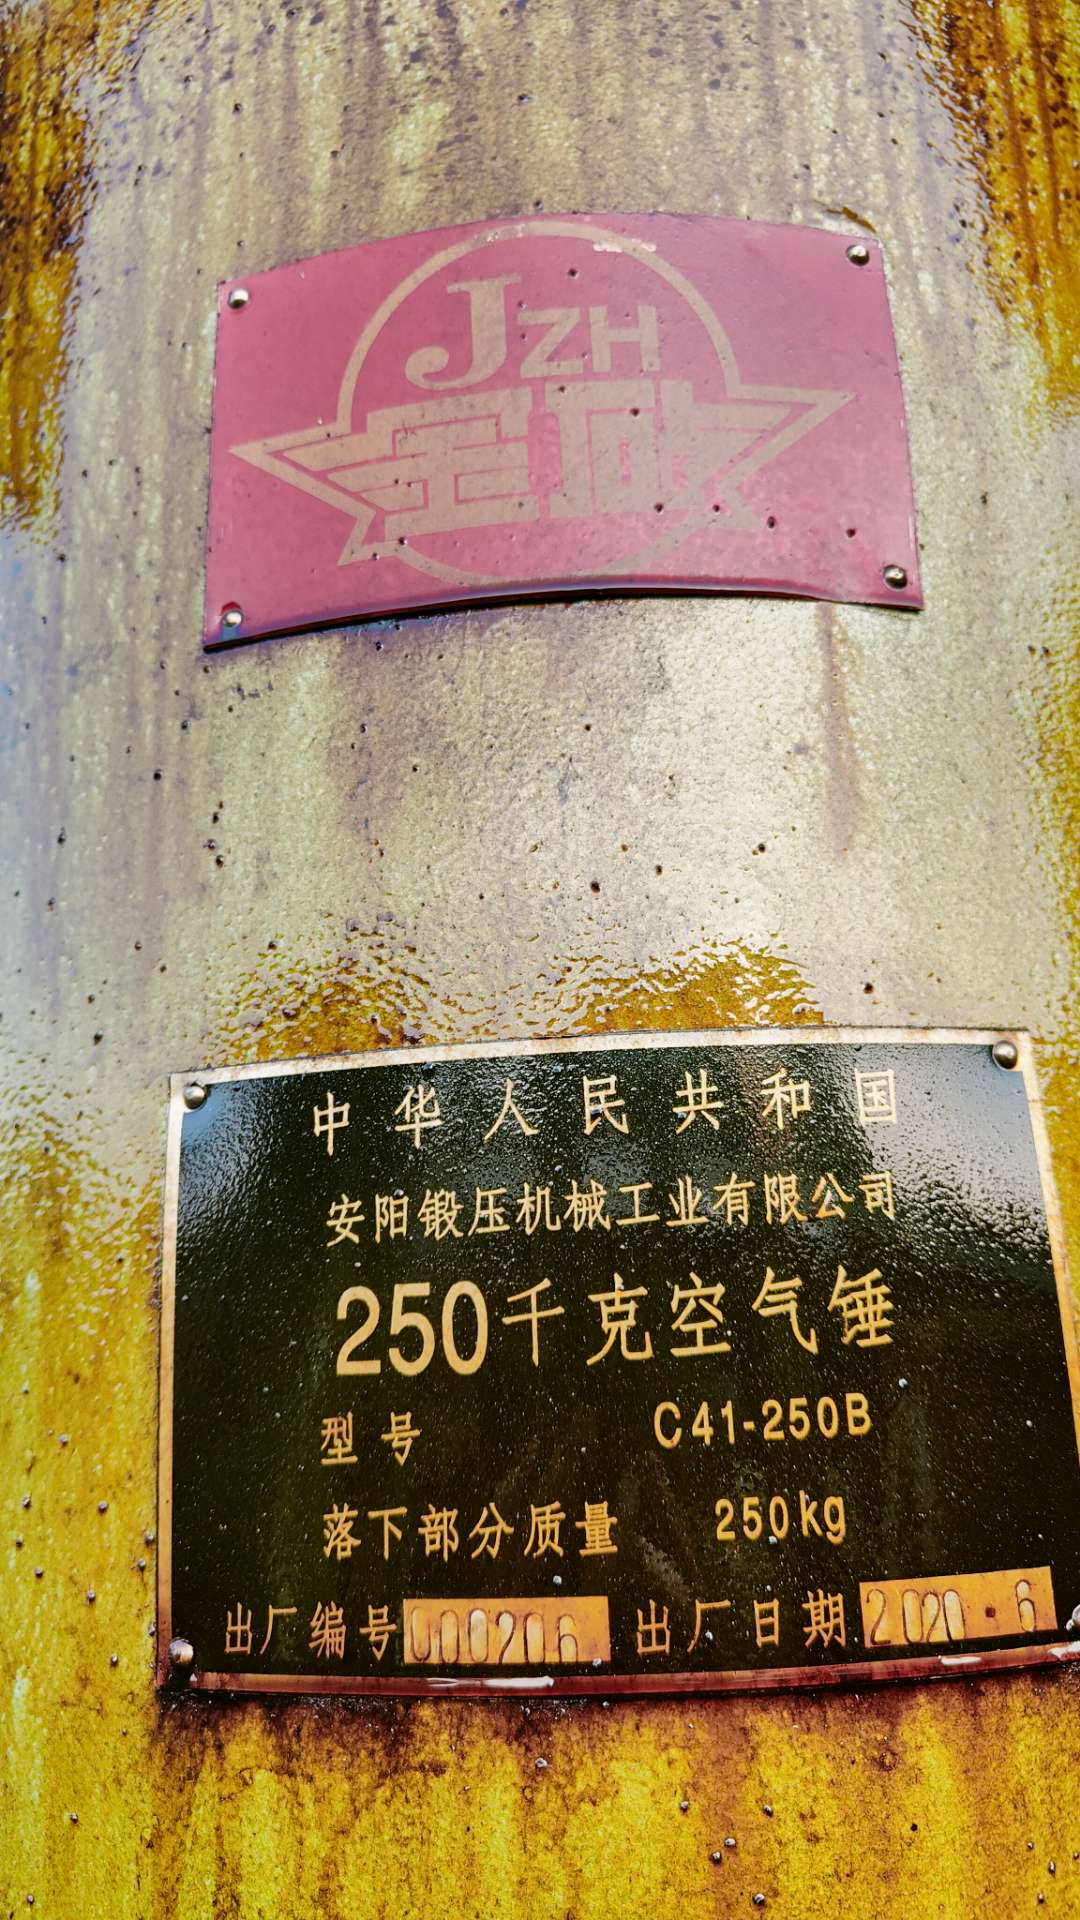 JZH
中华人民共和国
安阳锻压机械工业有限公司
250千克空气锤
型号 C41-250B
落下部分质量 250kg
出厂编号 000206 出厂日期 2020·6